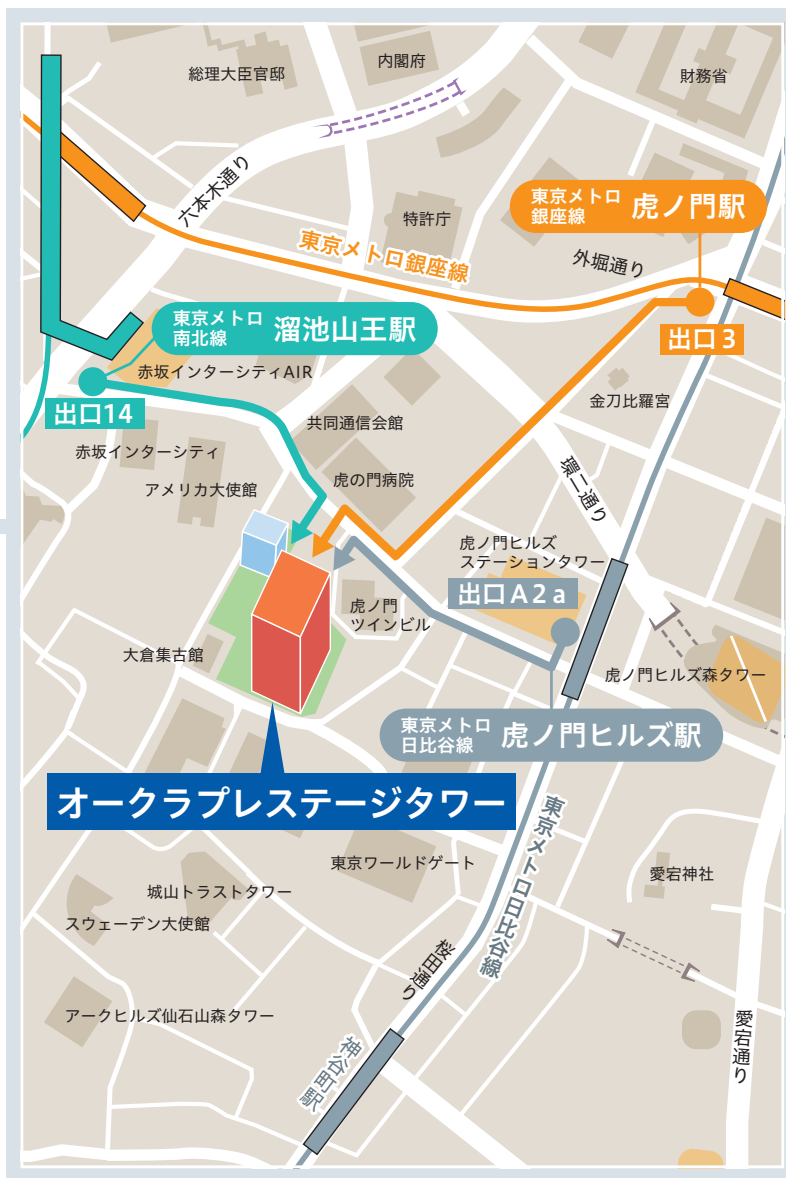 総理大臣官邸
内閣府
財務省
六本木通り
特許庁
東京メトロ
銀座線
虎ノ門駅
東京メトロ銀座線
外堀通り
東京メトロ
南北線
溜池山王駅
出口3
赤坂インターシティAIR
出口14
金刀比羅宮
共同通信会館
赤坂インターシティ
アメリカ大使館
虎の門病院
環二通り
虎ノ門ヒルズ
ステーションタワー
出口A2a
虎ノ門
ツインビル
大倉集古館
虎ノ門ヒルズ森タワー
東京メトロ
日比谷線
虎ノ門ヒルズ駅
オークラプレステージタワー
東京メトロ日比谷線
東京ワールドゲート
愛宕神社
城山トラストタワー
スウェーデン大使館
桜田通り
アークヒルズ仙石山森タワー
愛宕通り
神谷町駅